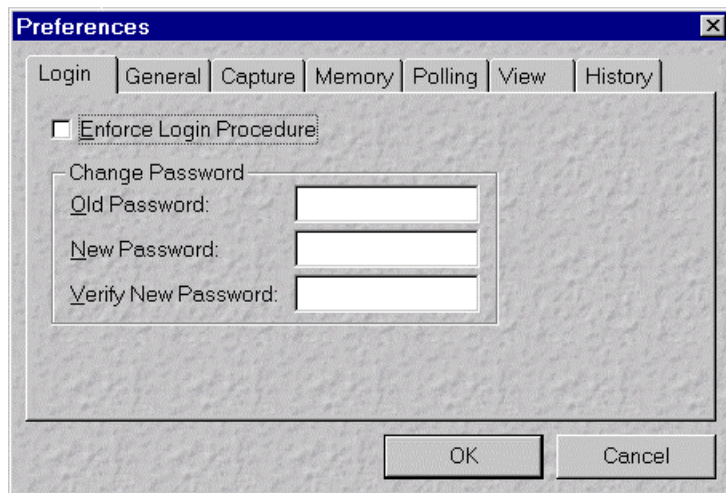 Preferences
Login General Capture Memory Polling View History
Enforce Login Procedure
Change Password
Old Password:
New Password:
Verify New Password:
OK Cancel